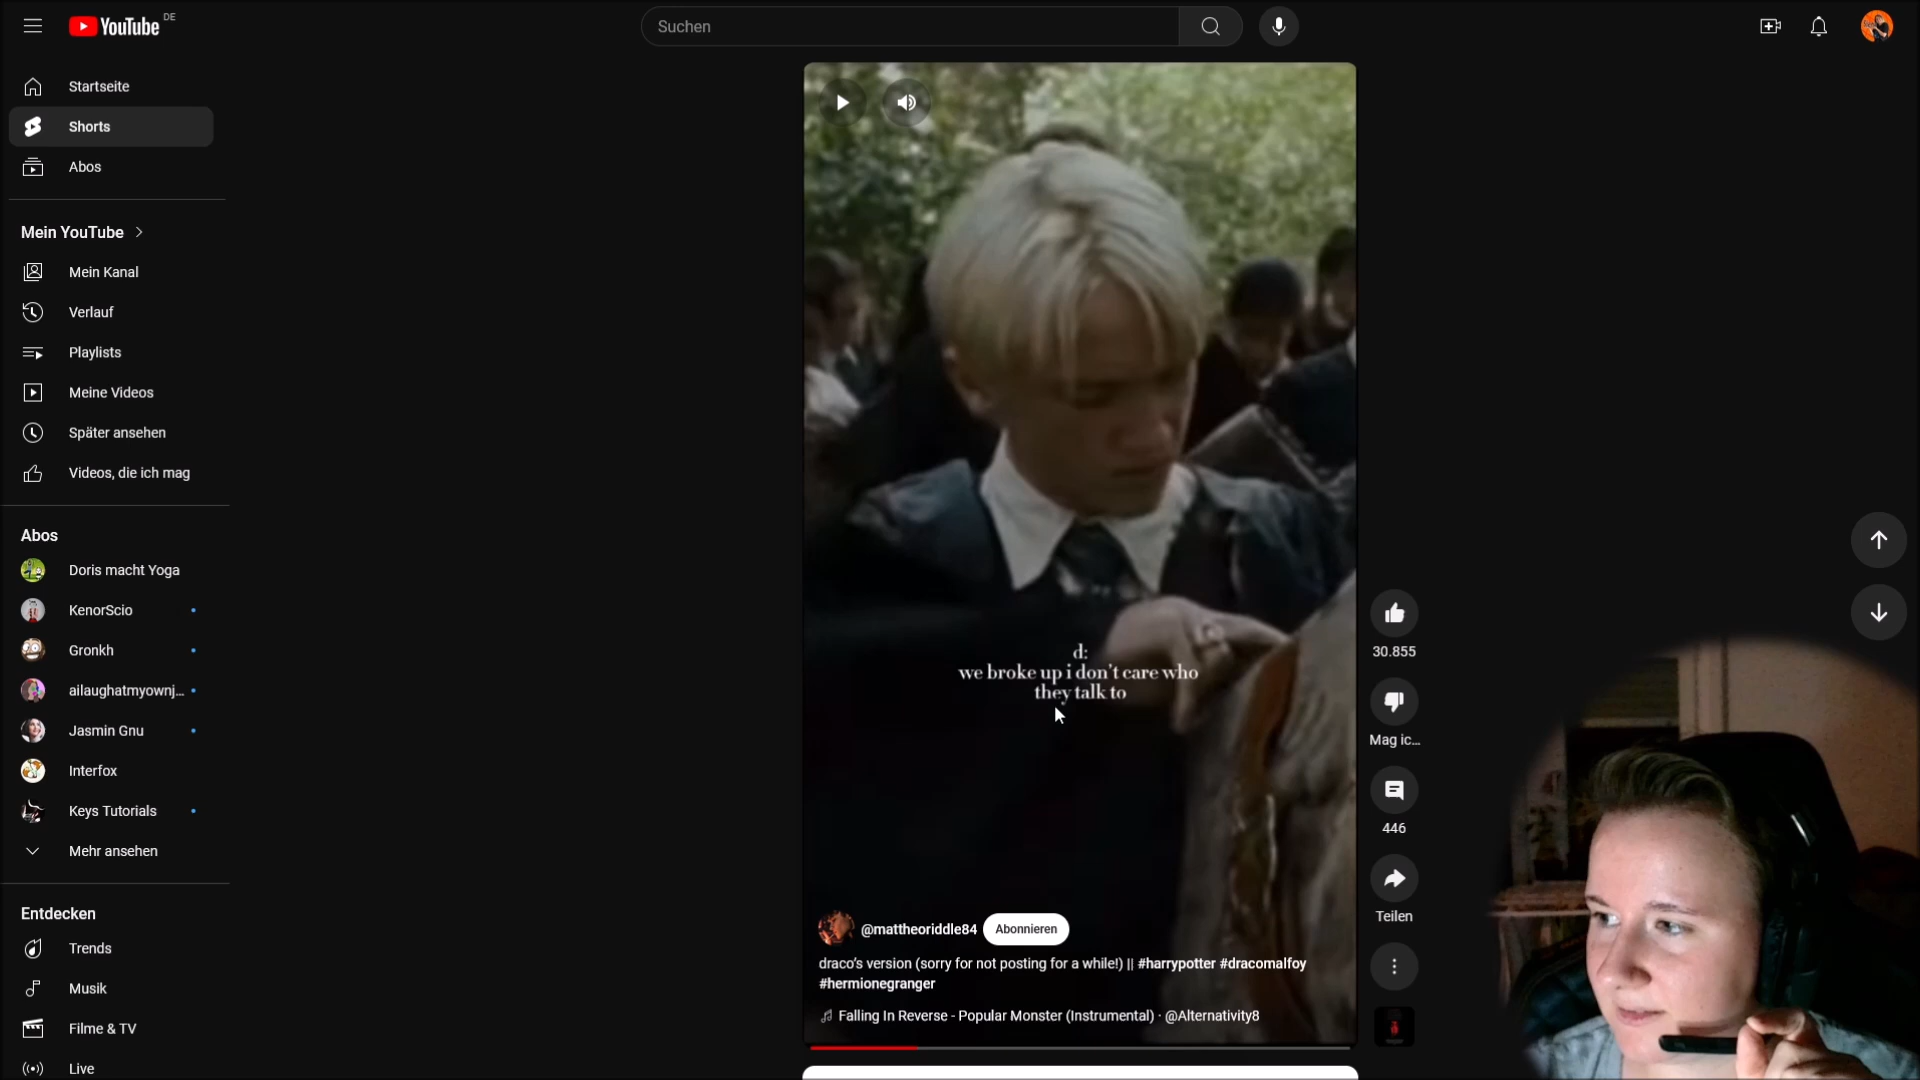 YouTube DE
Suchen
Startseite
Shorts
Abos
Mein YouTube
Mein Kanal
Verlauf
Playlists
Meine Videos
Später ansehen
Videos, die ich mag
Abos
Doris macht Yoga
KenorScio
Gronkh
ailaughatmyownj...
Jasmin Gnu
Interfox
Keys Tutorials
Mehr ansehen
Entdecken
Trends
Musik
Filme & TV
Live
d:
we broke up i don't care who
they talk to
@mattheoriddle84 Abonnieren
draco's version (sorry for not posting for a while!) || #harrypotter #dracomalfoy
#hermionegranger
Falling In Reverse - Popular Monster (Instrumental) · @Alternativity8
30.855
Mag ic...
446
Teilen